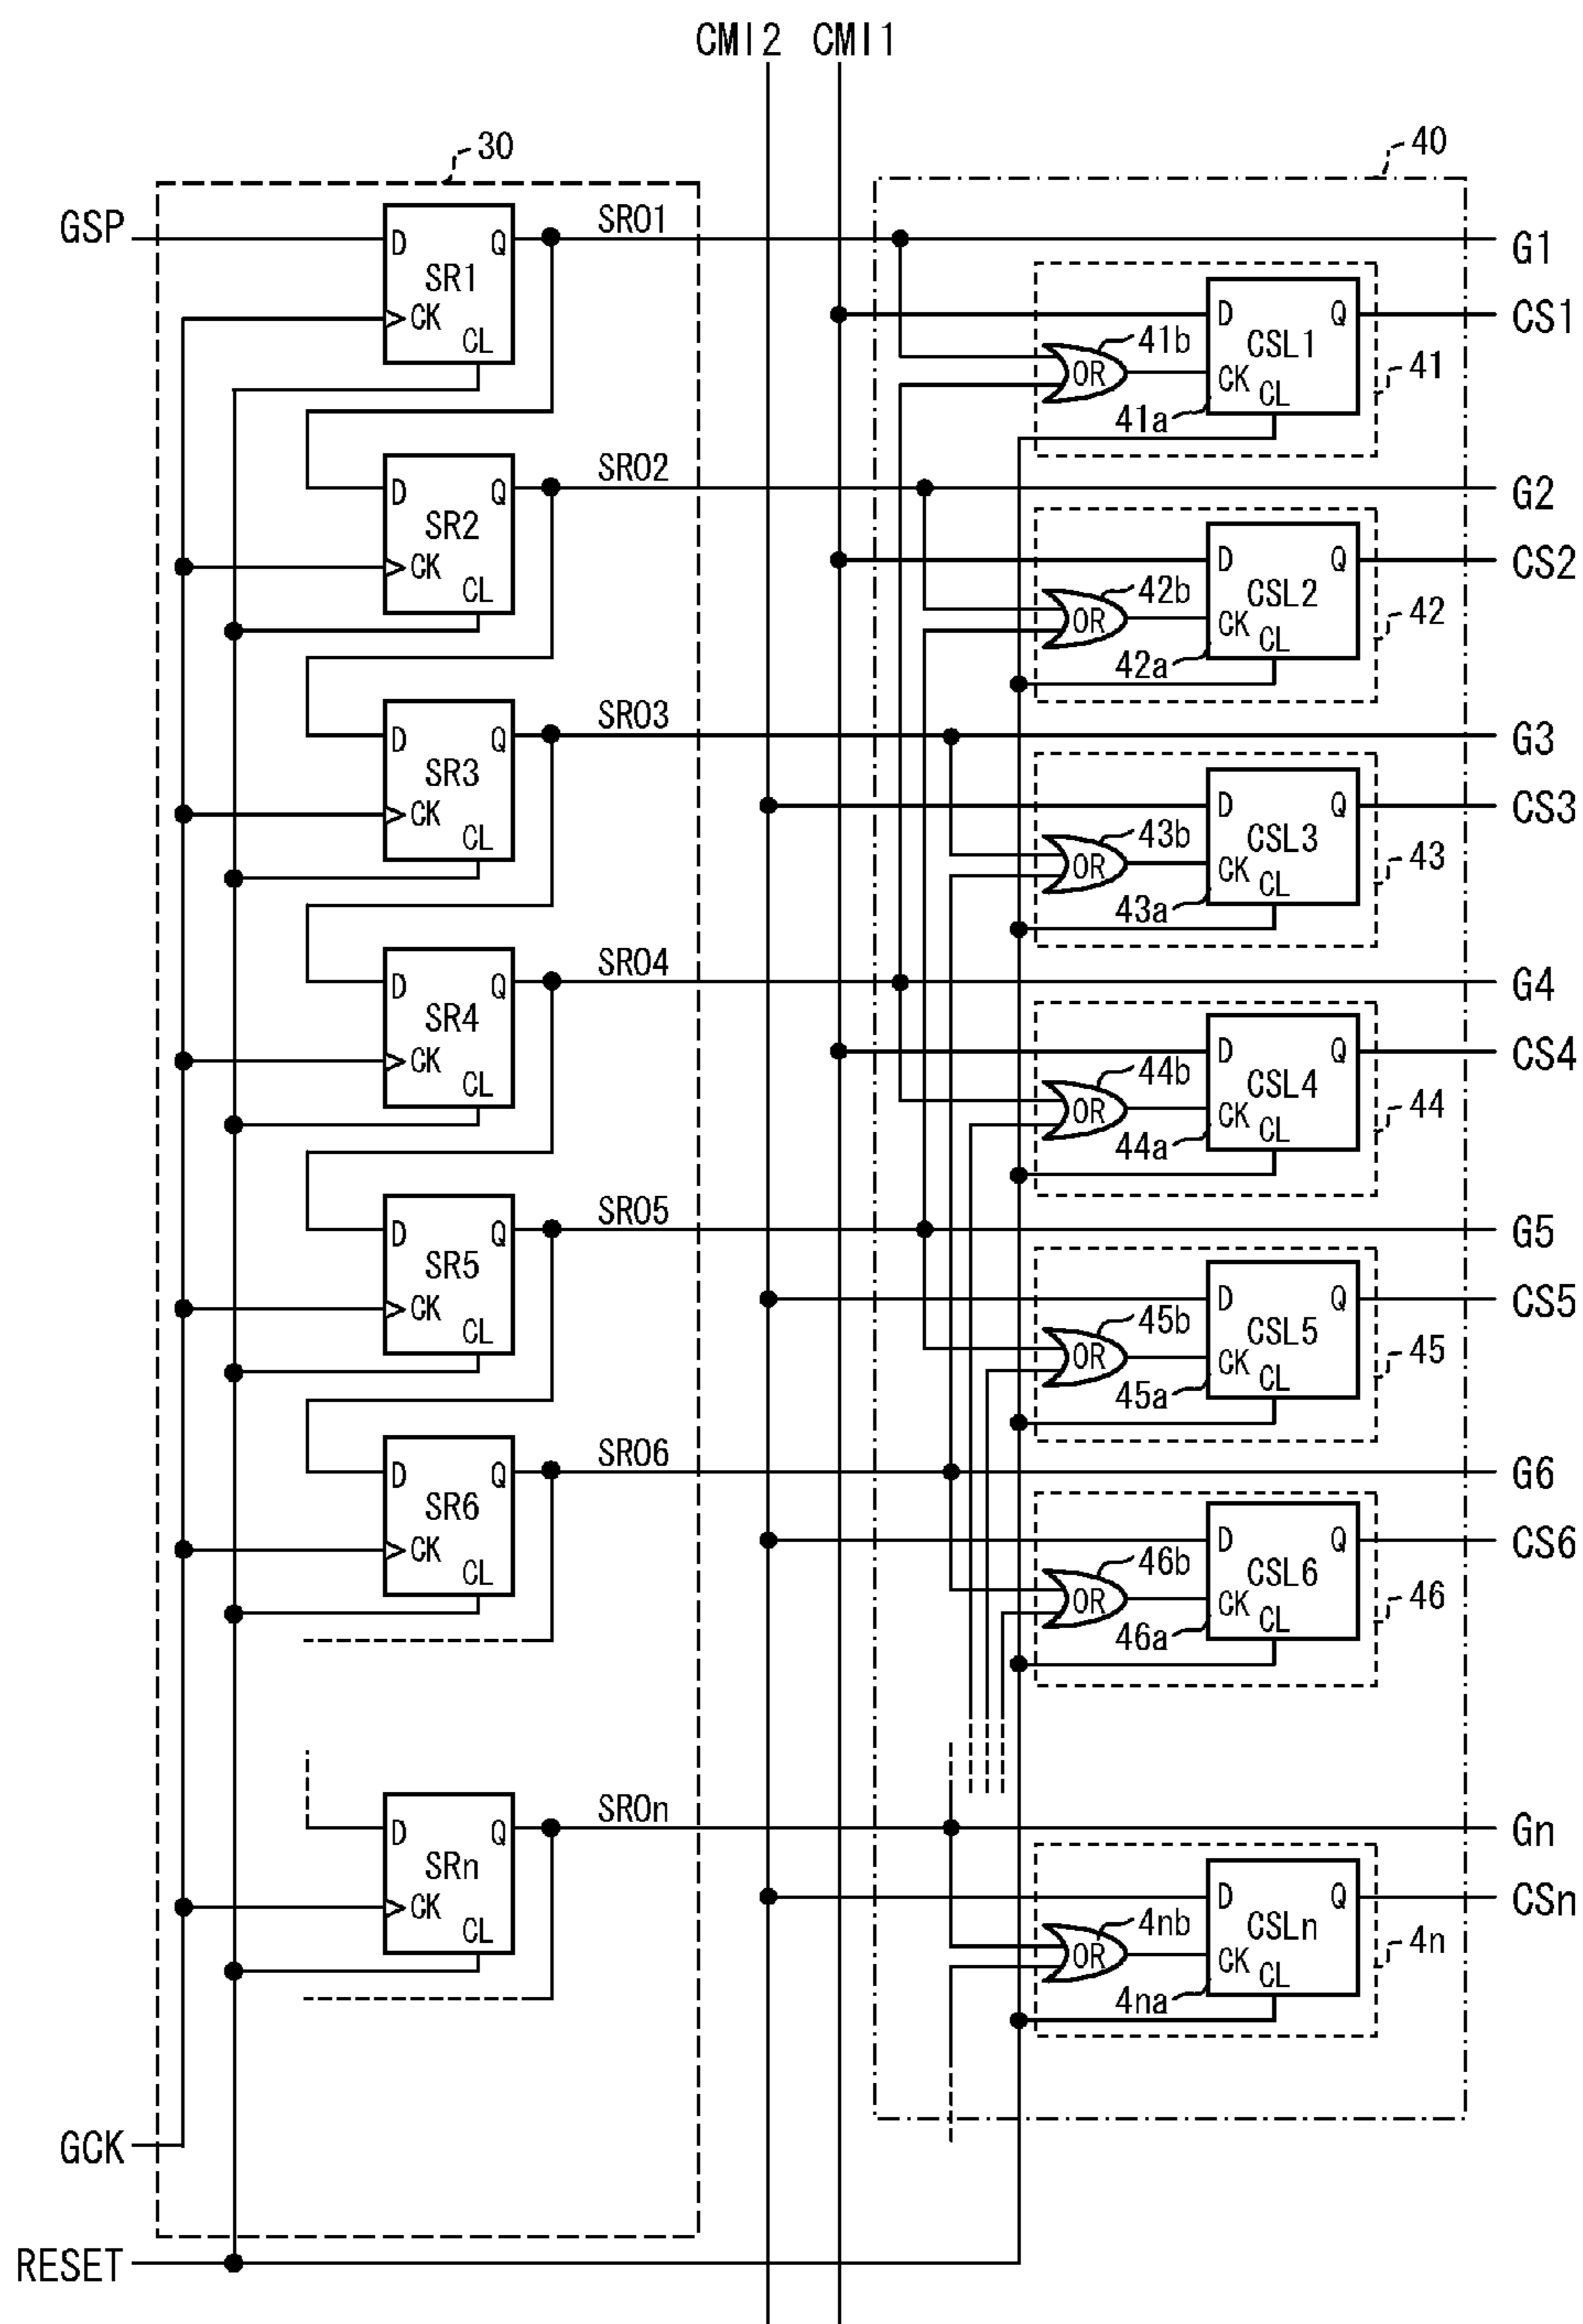 CMI2 CMI1
30
40
GSP
D Q
SR1
CK
CL
SRO1
G1
D Q
CSL1
CK
CL
CS1
OR
41b
41a
41
D Q
SR2
CK
CL
SRO2
G2
D Q
CSL2
CK
CL
CS2
OR
42b
42a
42
D Q
SR3
CK
CL
SRO3
G3
D Q
CSL3
CK
CL
CS3
OR
43b
43a
43
D Q
SR4
CK
CL
SRO4
G4
D Q
CSL4
CK
CL
CS4
OR
44b
44a
44
D Q
SR5
CK
CL
SRO5
G5
D Q
CSL5
CK
CL
CS5
OR
45b
45a
45
D Q
SR6
CK
CL
SRO6
G6
D Q
CSL6
CK
CL
CS6
OR
46b
46a
46
D Q
SRn
CK
CL
SROn
Gn
D Q
CSLn
CK
CL
CSn
OR
4nb
4na
4n
GCK
RESET